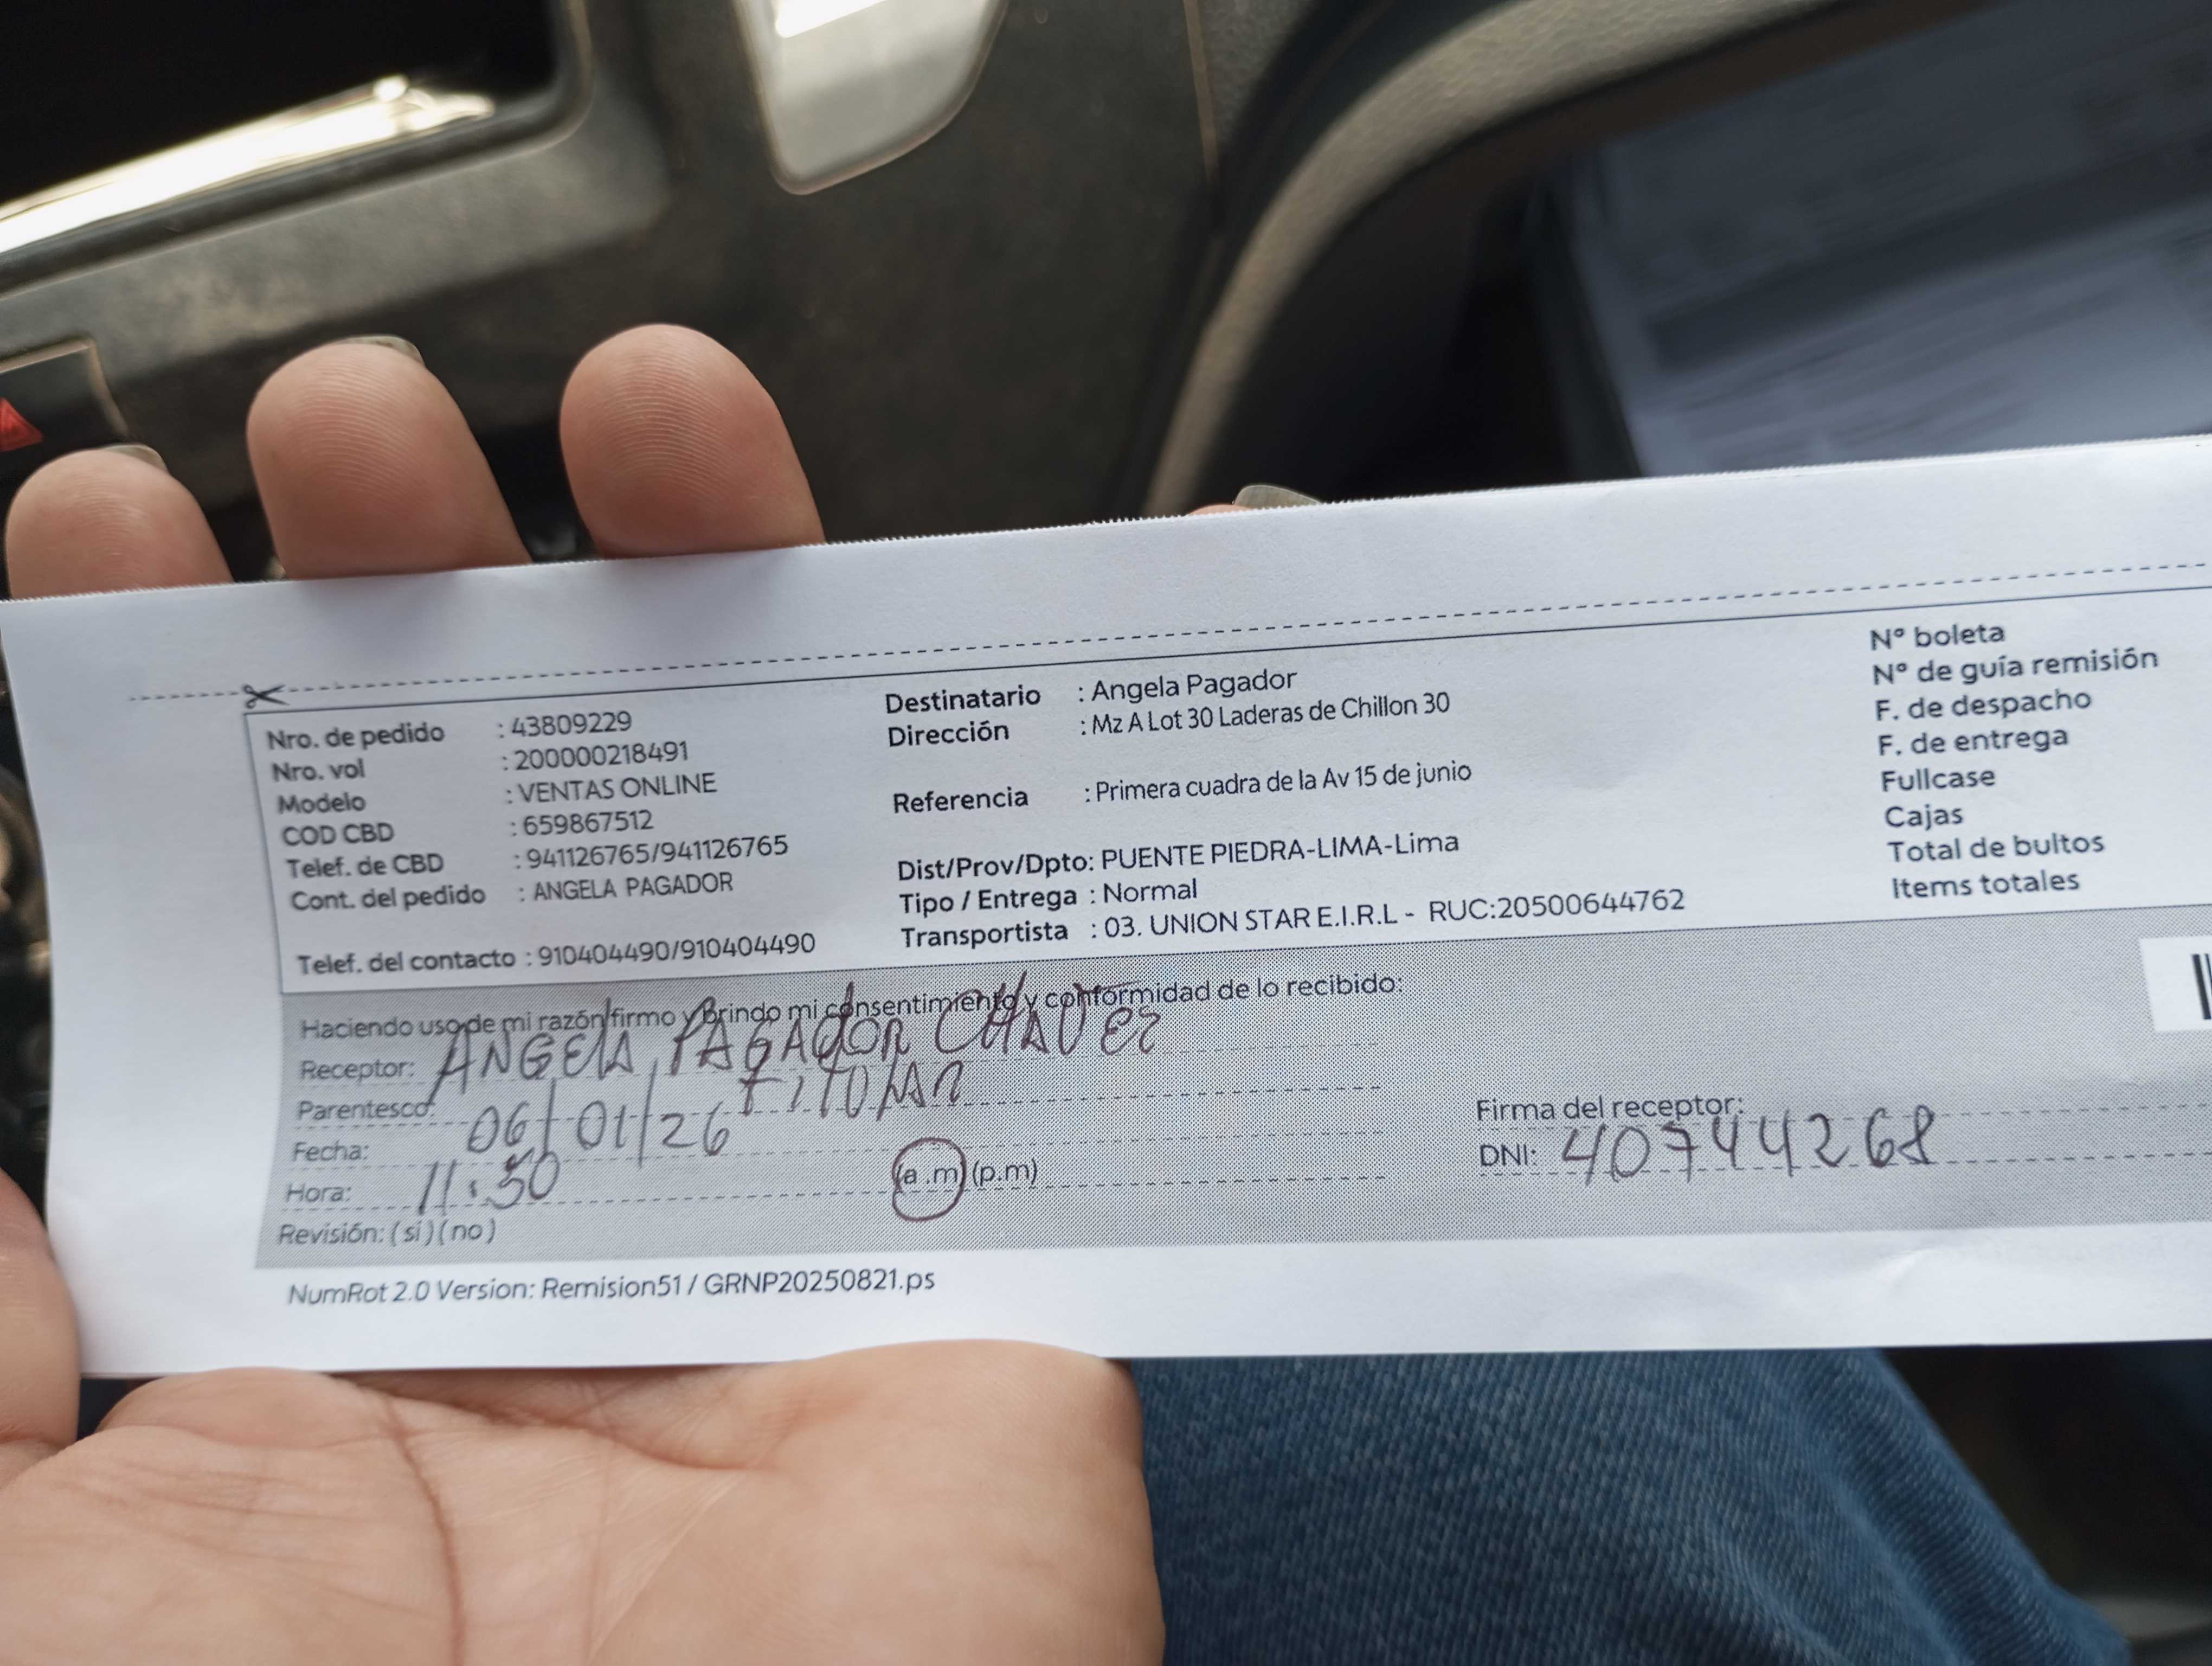 Nro. de pedido : 43809229
Nro. vol : 200000218491
Modelo : VENTAS ONLINE
COD CBD : 659867512
Telef. de CBD : 941126765/941126765
Cont. del pedido : ANGELA PAGADOR
Telef. del contacto : 910404490/910404490
Destinatario : Angela Pagador
Dirección : Mz A Lot 30 Laderas de Chillon 30
Referencia : Primera cuadra de la Av 15 de junio
Dist/Prov/Dpto: PUENTE PIEDRA-LIMA-Lima
Tipo / Entrega : Normal
Transportista : 03. UNION STAR E.I.R.L - RUC:20500644762
N° boleta
N° de guía remisión
F. de despacho
F. de entrega
Fullcase
Cajas
Total de bultos
Items totales
Haciendo uso de mi razón firmo y brindo mi consentimiento y conformidad de lo recibido:
Receptor: ANGELA PAGADOR CHAVEZ
Parentesco: TITULAR
Fecha: 06/01/26
Hora: 11:50 (a.m) (p.m)
Revisión: (si) (no)
Firma del receptor:
DNI: 40744268
NumRot 2.0 Version: Remision51 / GRNP20250821.ps